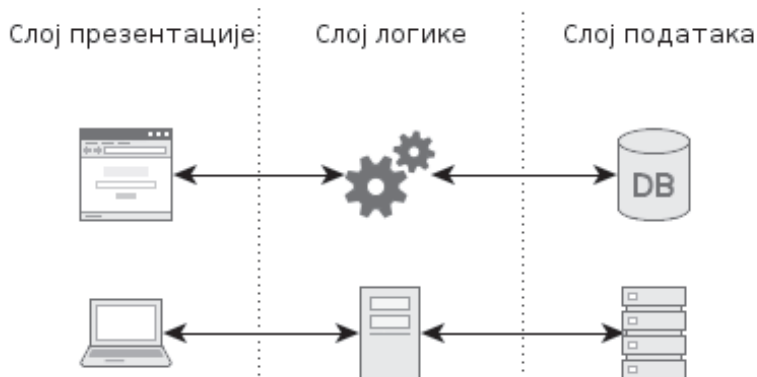 Слој презентације
Слој логике
Слој података
DB